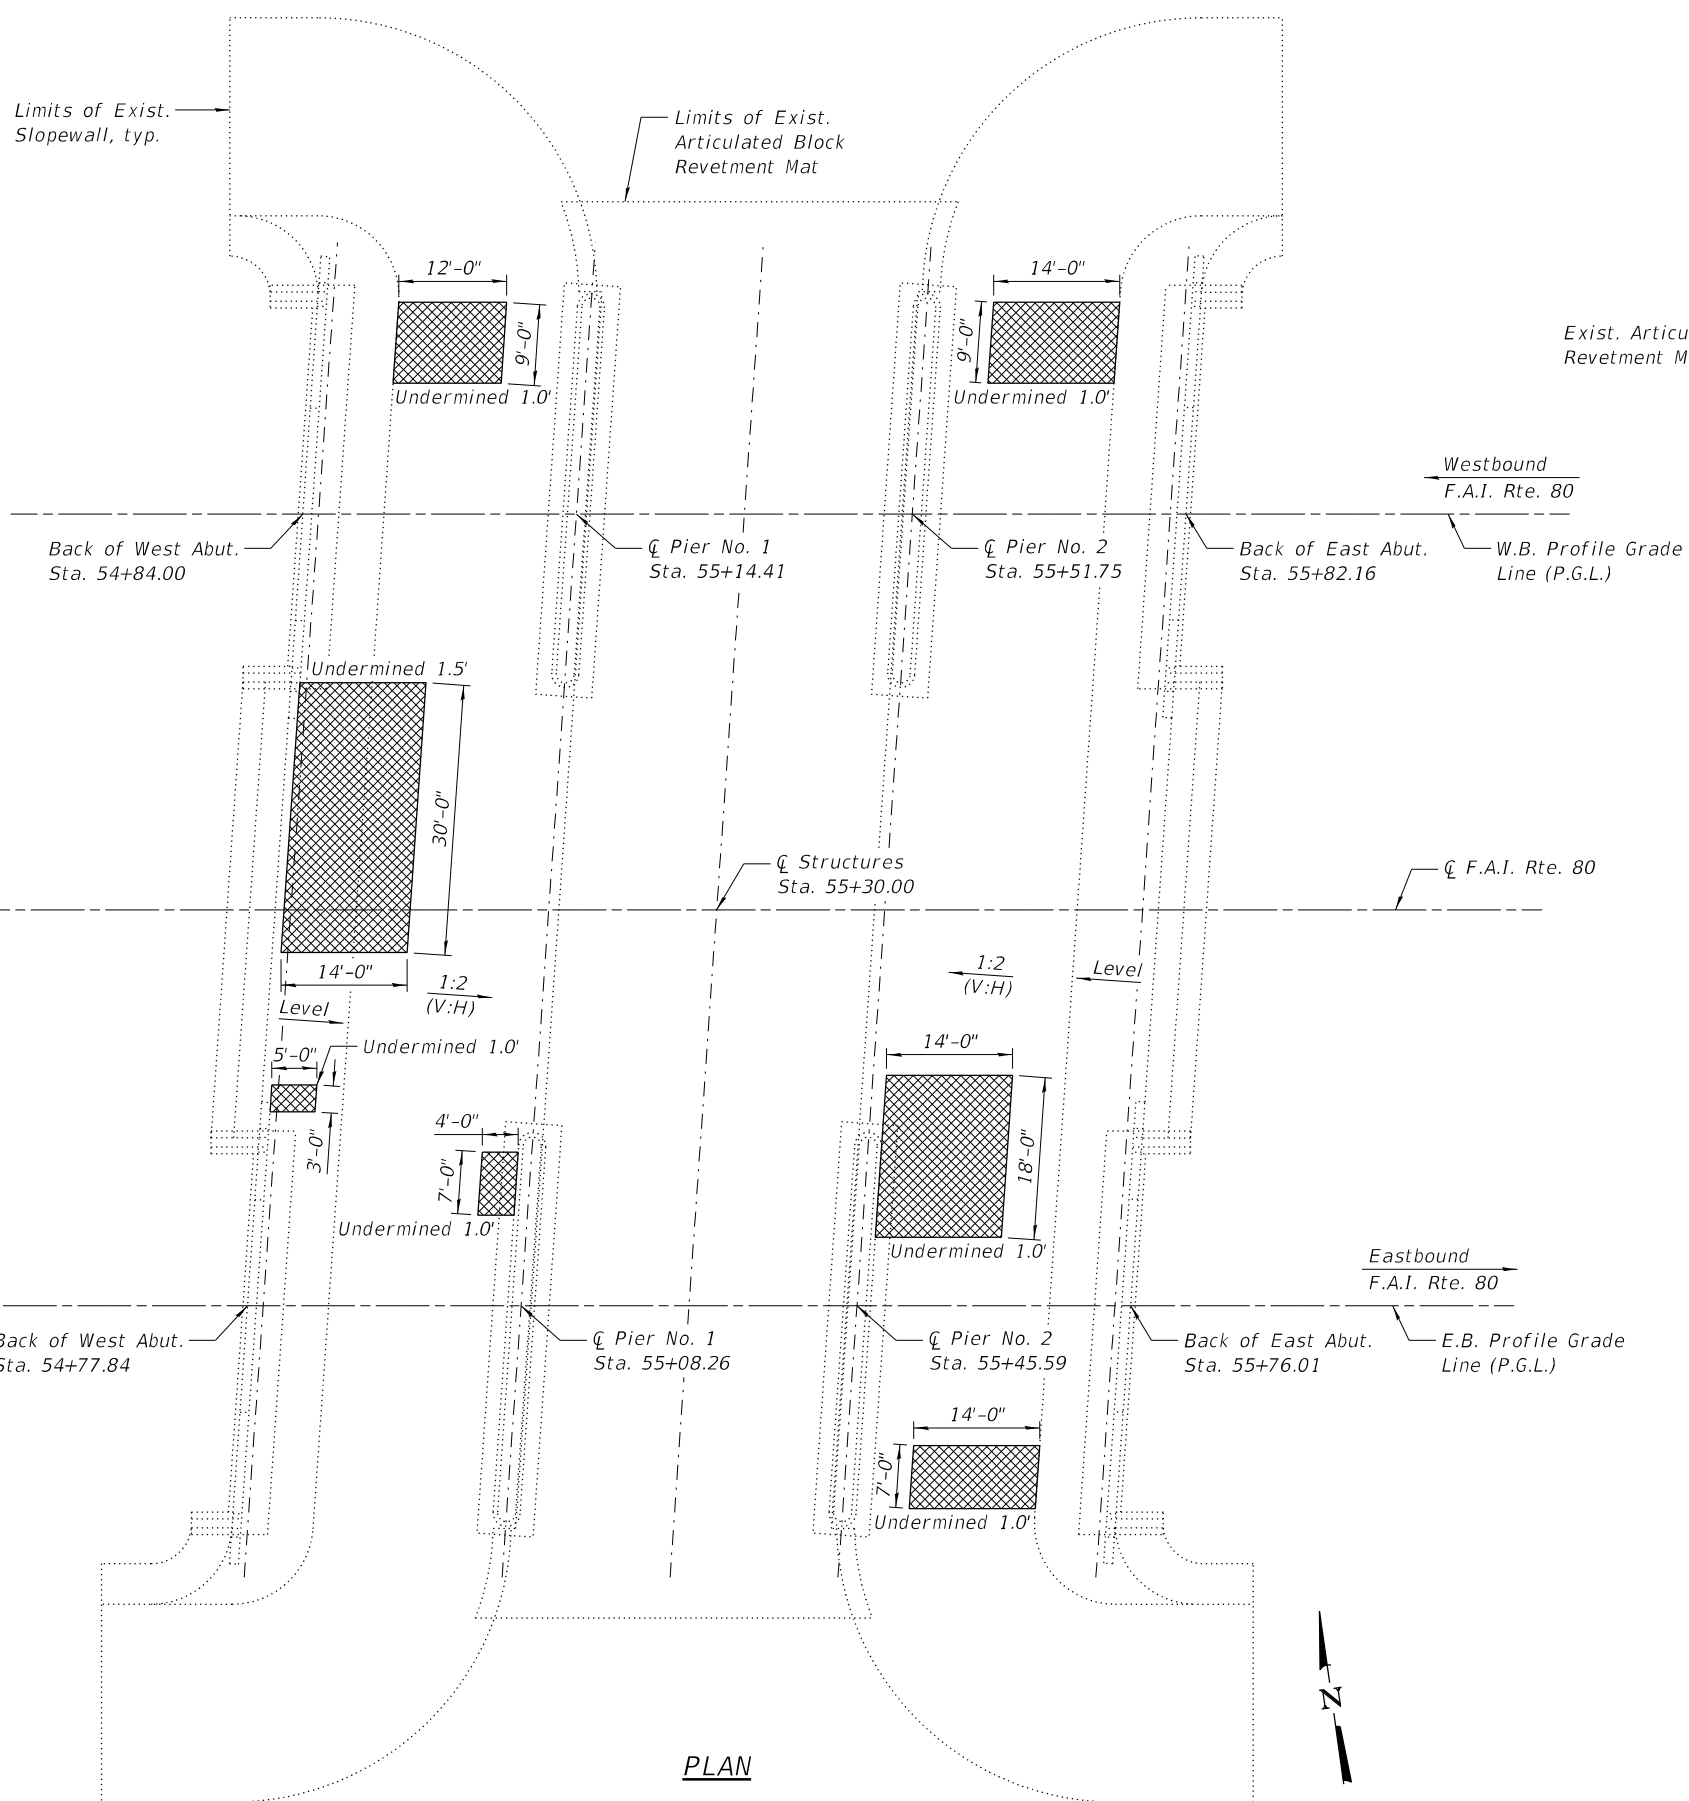 Limits of Exist.
Slopewall, typ.
Limits of Exist.
Articulated Block
Revetment Mat
12'-0"
9'-0"
Undermined 1.0'
14'-0"
9'-0"
Undermined 1.0'
Exist. Articu
Revetment M
Westbound
F.A.I. Rte. 80
Back of West Abut.
Sta. 54+84.00
℄ Pier No. 1
Sta. 55+14.41
℄ Pier No. 2
Sta. 55+51.75
Back of East Abut.
Sta. 55+82.16
W.B. Profile Grade
Line (P.G.L.)
Undermined 1.5'
30'-0"
14'-0"
℄ Structures
Sta. 55+30.00
℄ F.A.I. Rte. 80
1:2
(V:H)
Level
1:2
(V:H)
Level
5'-0"
Undermined 1.0'
3'-0"
4'-0"
7'-0"
Undermined 1.0'
14'-0"
18'-0"
Undermined 1.0'
Eastbound
F.A.I. Rte. 80
Back of West Abut.
Sta. 54+77.84
℄ Pier No. 1
Sta. 55+08.26
℄ Pier No. 2
Sta. 55+45.59
Back of East Abut.
Sta. 55+76.01
E.B. Profile Grade
Line (P.G.L.)
14'-0"
7'-0"
Undermined 1.0'
N
PLAN